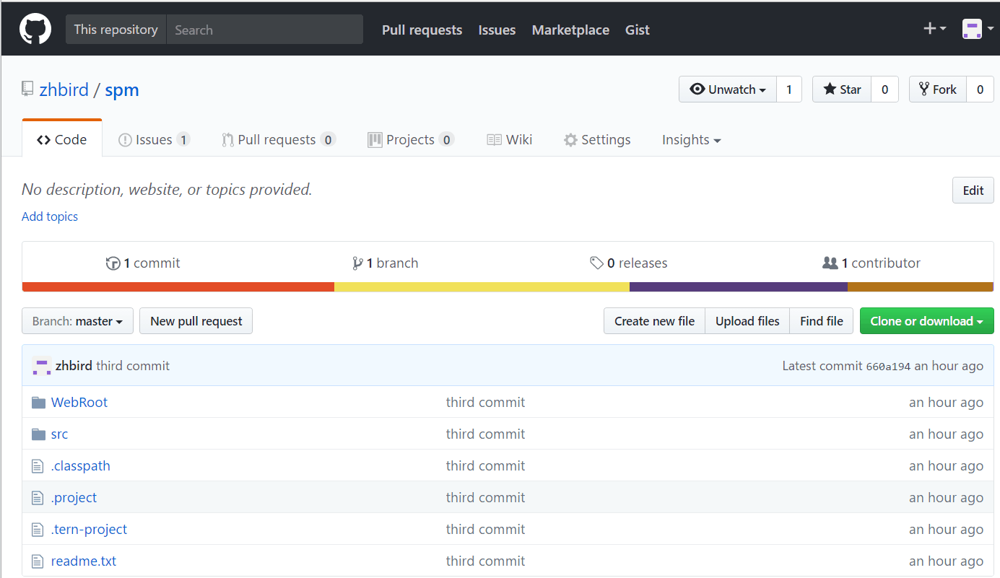 This repository Search Pull requests Issues Marketplace Gist
zhbird / spm Unwatch 1 Star 0 Fork 0
Code Issues 1 Pull requests 0 Projects 0 Wiki Settings Insights
No description, website, or topics provided. Edit
Add topics
1 commit 1 branch 0 releases 1 contributor
Branch: master New pull request Create new file Upload files Find file Clone or download
zhbird third commit Latest commit 660a194 an hour ago
WebRoot third commit an hour ago
src third commit an hour ago
.classpath third commit an hour ago
.project third commit an hour ago
.tern-project third commit an hour ago
readme.txt third commit an hour ago